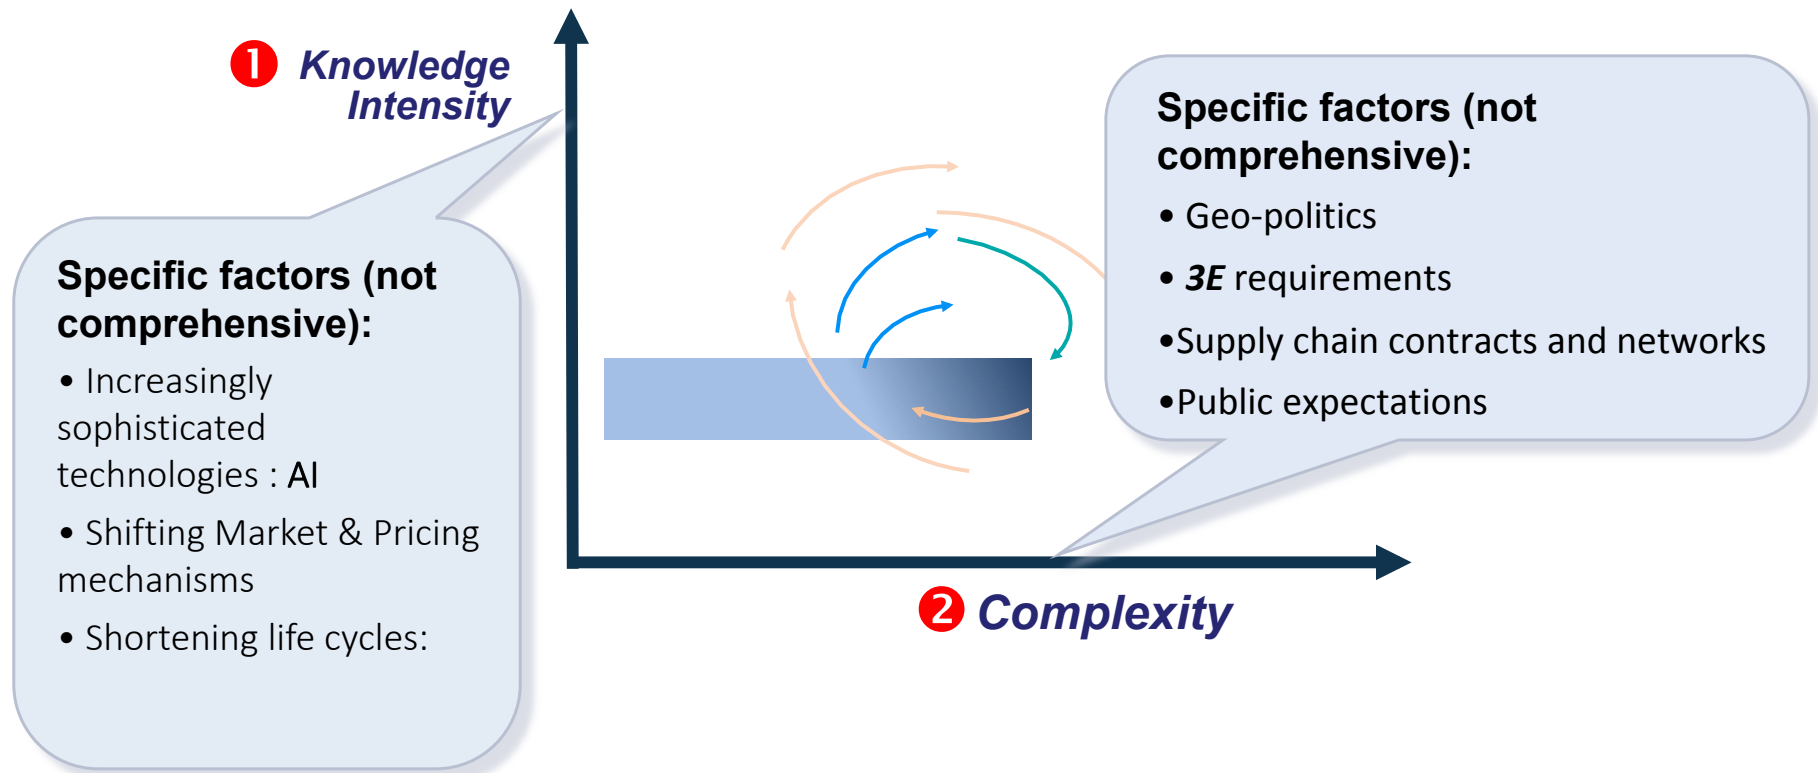 ❶ Knowledge
Intensity
Specific factors (not
comprehensive):
• Increasingly
sophisticated
technologies : AI
• Shifting Market & Pricing
mechanisms
• Shortening life cycles:
Specific factors (not
comprehensive):
• Geo-politics
• 3E requirements
•Supply chain contracts and networks
•Public expectations
❷ Complexity